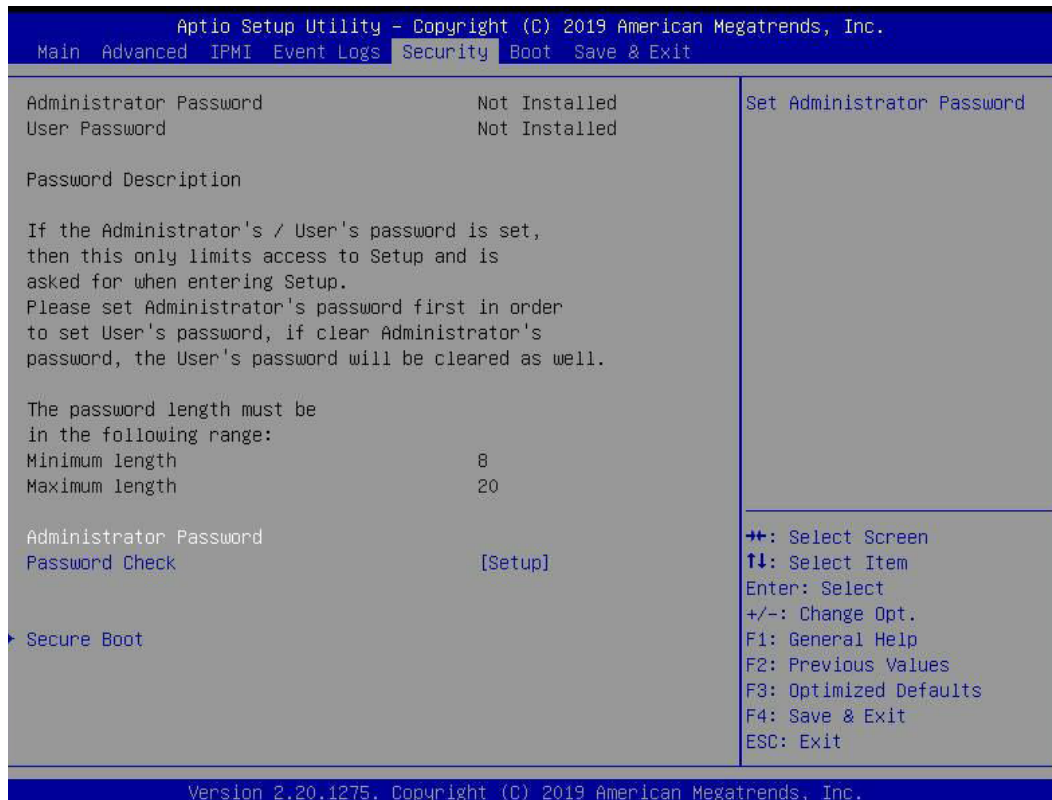 Aptio Setup Utility – Copyright (C) 2019 American Megatrends, Inc.
Main Advanced IPMI Event Logs Security Boot Save & Exit
Administrator Password Not Installed
User Password Not Installed
Password Description
If the Administrator's / User's password is set,
then this only limits access to Setup and is
asked for when entering Setup.
Please set Administrator's password first in order
to set User's password, if clear Administrator's
password, the User's password will be cleared as well.
The password length must be
in the following range:
Minimum length 8
Maximum length 20
Administrator Password
Password Check [Setup]
Secure Boot
Set Administrator Password
→←: Select Screen
↑↓: Select Item
Enter: Select
+/-: Change Opt.
F1: General Help
F2: Previous Values
F3: Optimized Defaults
F4: Save & Exit
ESC: Exit
Version 2.20.1275. Copyright (C) 2019 American Megatrends, Inc.